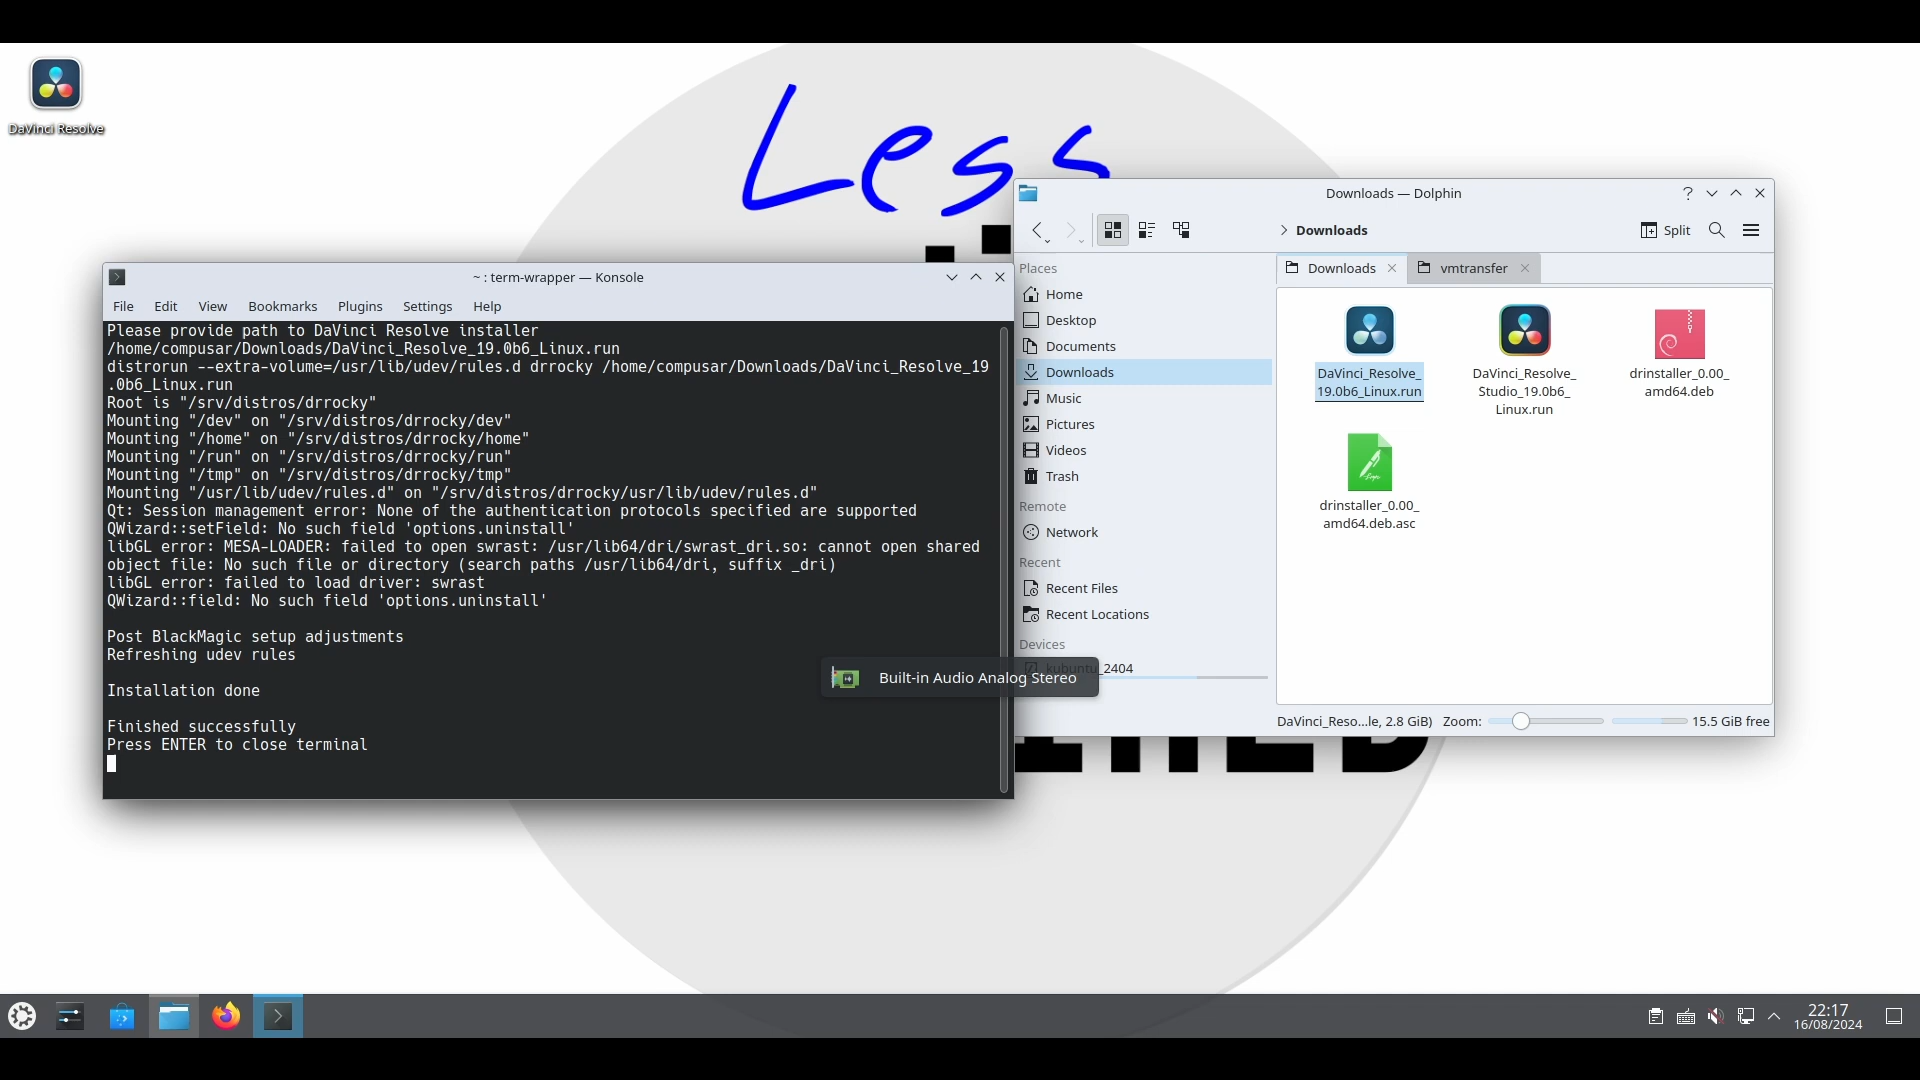 DaVinci Resolve
Less
~ : term-wrapper — Konsole
File Edit View Bookmarks Plugins Settings Help
Please provide path to DaVinci Resolve installer
/home/compusar/Downloads/DaVinci_Resolve_19.0b6_Linux.run
distrorun --extra-volume=/usr/lib/udev/rules.d drrocky /home/compusar/Downloads/DaVinci_Resolve_19
.0b6_Linux.run
Root is "/srv/distros/drrocky"
Mounting "/dev" on "/srv/distros/drrocky/dev"
Mounting "/home" on "/srv/distros/drrocky/home"
Mounting "/run" on "/srv/distros/drrocky/run"
Mounting "/tmp" on "/srv/distros/drrocky/tmp"
Mounting "/usr/lib/udev/rules.d" on "/srv/distros/drrocky/usr/lib/udev/rules.d"
Qt: Session management error: None of the authentication protocols specified are supported
QWizard::setField: No such field 'options.uninstall'
libGL error: MESA-LOADER: failed to open swrast: /usr/lib64/dri/swrast_dri.so: cannot open shared
object file: No such file or directory (search paths /usr/lib64/dri, suffix _dri)
libGL error: failed to load driver: swrast
QWizard::field: No such field 'options.uninstall'
Post BlackMagic setup adjustments
Refreshing udev rules
Installation done
Finished successfully
Press ENTER to close terminal
Built-in Audio Analog Stereo
Downloads — Dolphin
Downloads
Split
Places
Home
Desktop
Documents
Downloads
Music
Pictures
Videos
Trash
Remote
Network
Recent
Recent Files
Recent Locations
Devices
kubuntu_2404
Downloads
vmtransfer
DaVinci_Resolve_
19.0b6_Linux.run
DaVinci_Resolve_
Studio_19.0b6_
Linux.run
drinstaller_0.00_
amd64.deb
drinstaller_0.00_
amd64.deb.asc
DaVinci_Reso...le, 2.8 GiB)
Zoom:
15.5 GiB free
22:17
16/08/2024